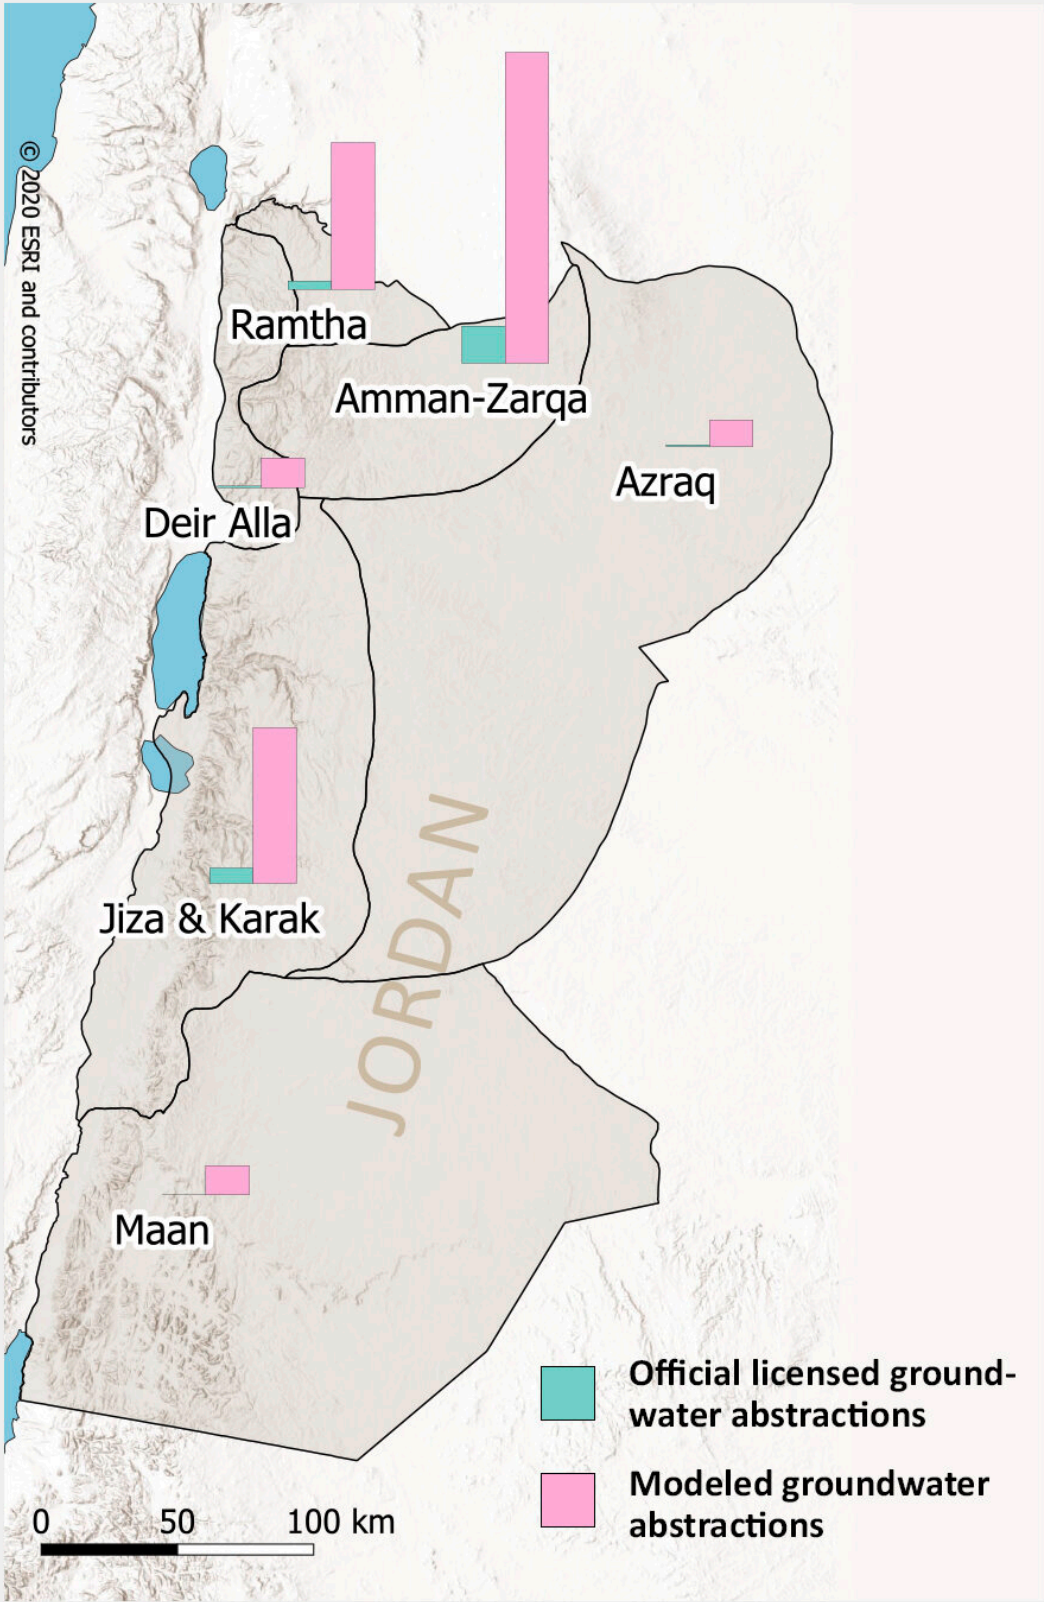 © 2020 ESRI and contributors
Ramtha
Amman-Zarqa
Azraq
Deir Alla
JORDAN
Jiza & Karak
Maan
Official licensed ground-
water abstractions
Modeled groundwater
abstractions
0 50 100 km